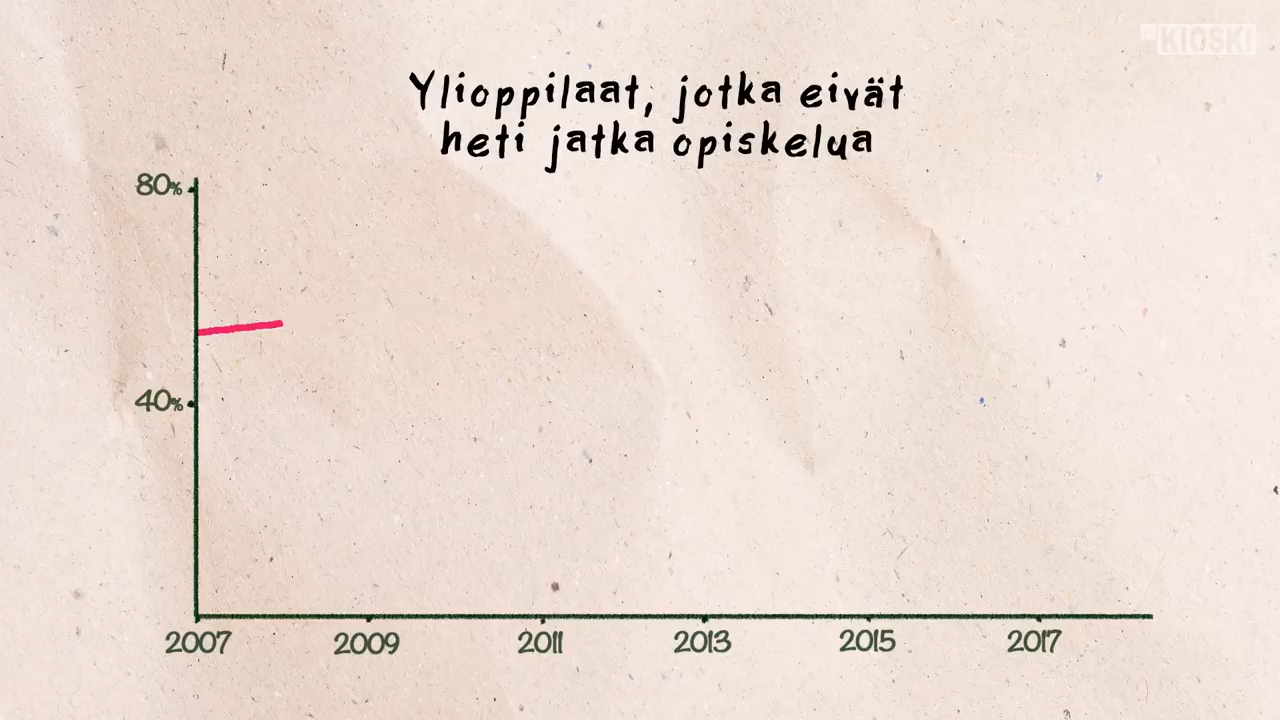 KIOSKI
Ylioppilaat, jotka eivät
heti jatka opiskelua
80%
40%
2007 2009 2011 2013 2015 2017